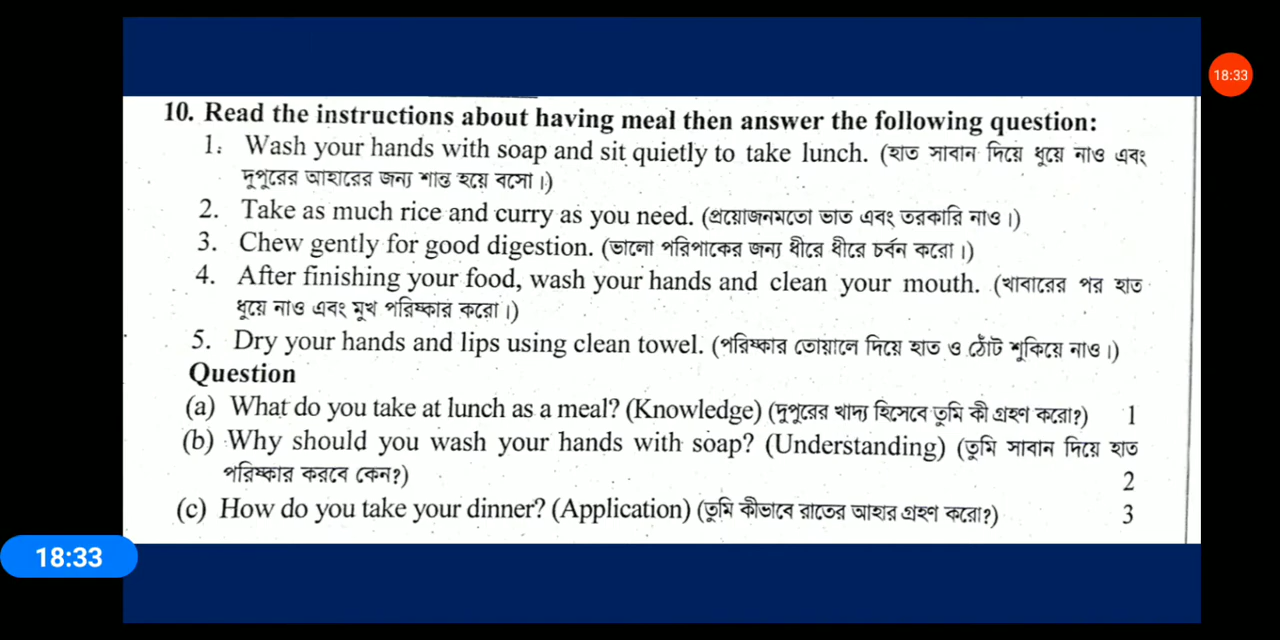 18:33
10. Read the instructions about having meal then answer the following question:
1. Wash your hands with soap and sit quietly to take lunch. (হাত সাবান দিয়ে ধুয়ে নাও এবং
দুপুরের আহারের জন্য শান্ত হয়ে বসো।)
2. Take as much rice and curry as you need. (প্রয়োজনমতো ভাত এবং তরকারি নাও।)
3. Chew gently for good digestion. (ভালো পরিপাকের জন্য ধীরে ধীরে চর্বন করো।)
4. After finishing your food, wash your hands and clean your mouth. (খাবারের পর হাত
ধুয়ে নাও এবং মুখ পরিষ্কার করো।)
5. Dry your hands and lips using clean towel. (পরিষ্কার তোয়ালে দিয়ে হাত ও ঠোঁট শুকিয়ে নাও।)
Question
(a) What do you take at lunch as a meal? (Knowledge) (দুপুরের খাদ্য হিসেবে তুমি কী গ্রহণ করো?) 1
(b) Why should you wash your hands with soap? (Understanding) (তুমি সাবান দিয়ে হাত
পরিষ্কার করবে কেন?) 2
(c) How do you take your dinner? (Application) (তুমি কীভাবে রাতের আহার গ্রহণ করো?) 3
18:33